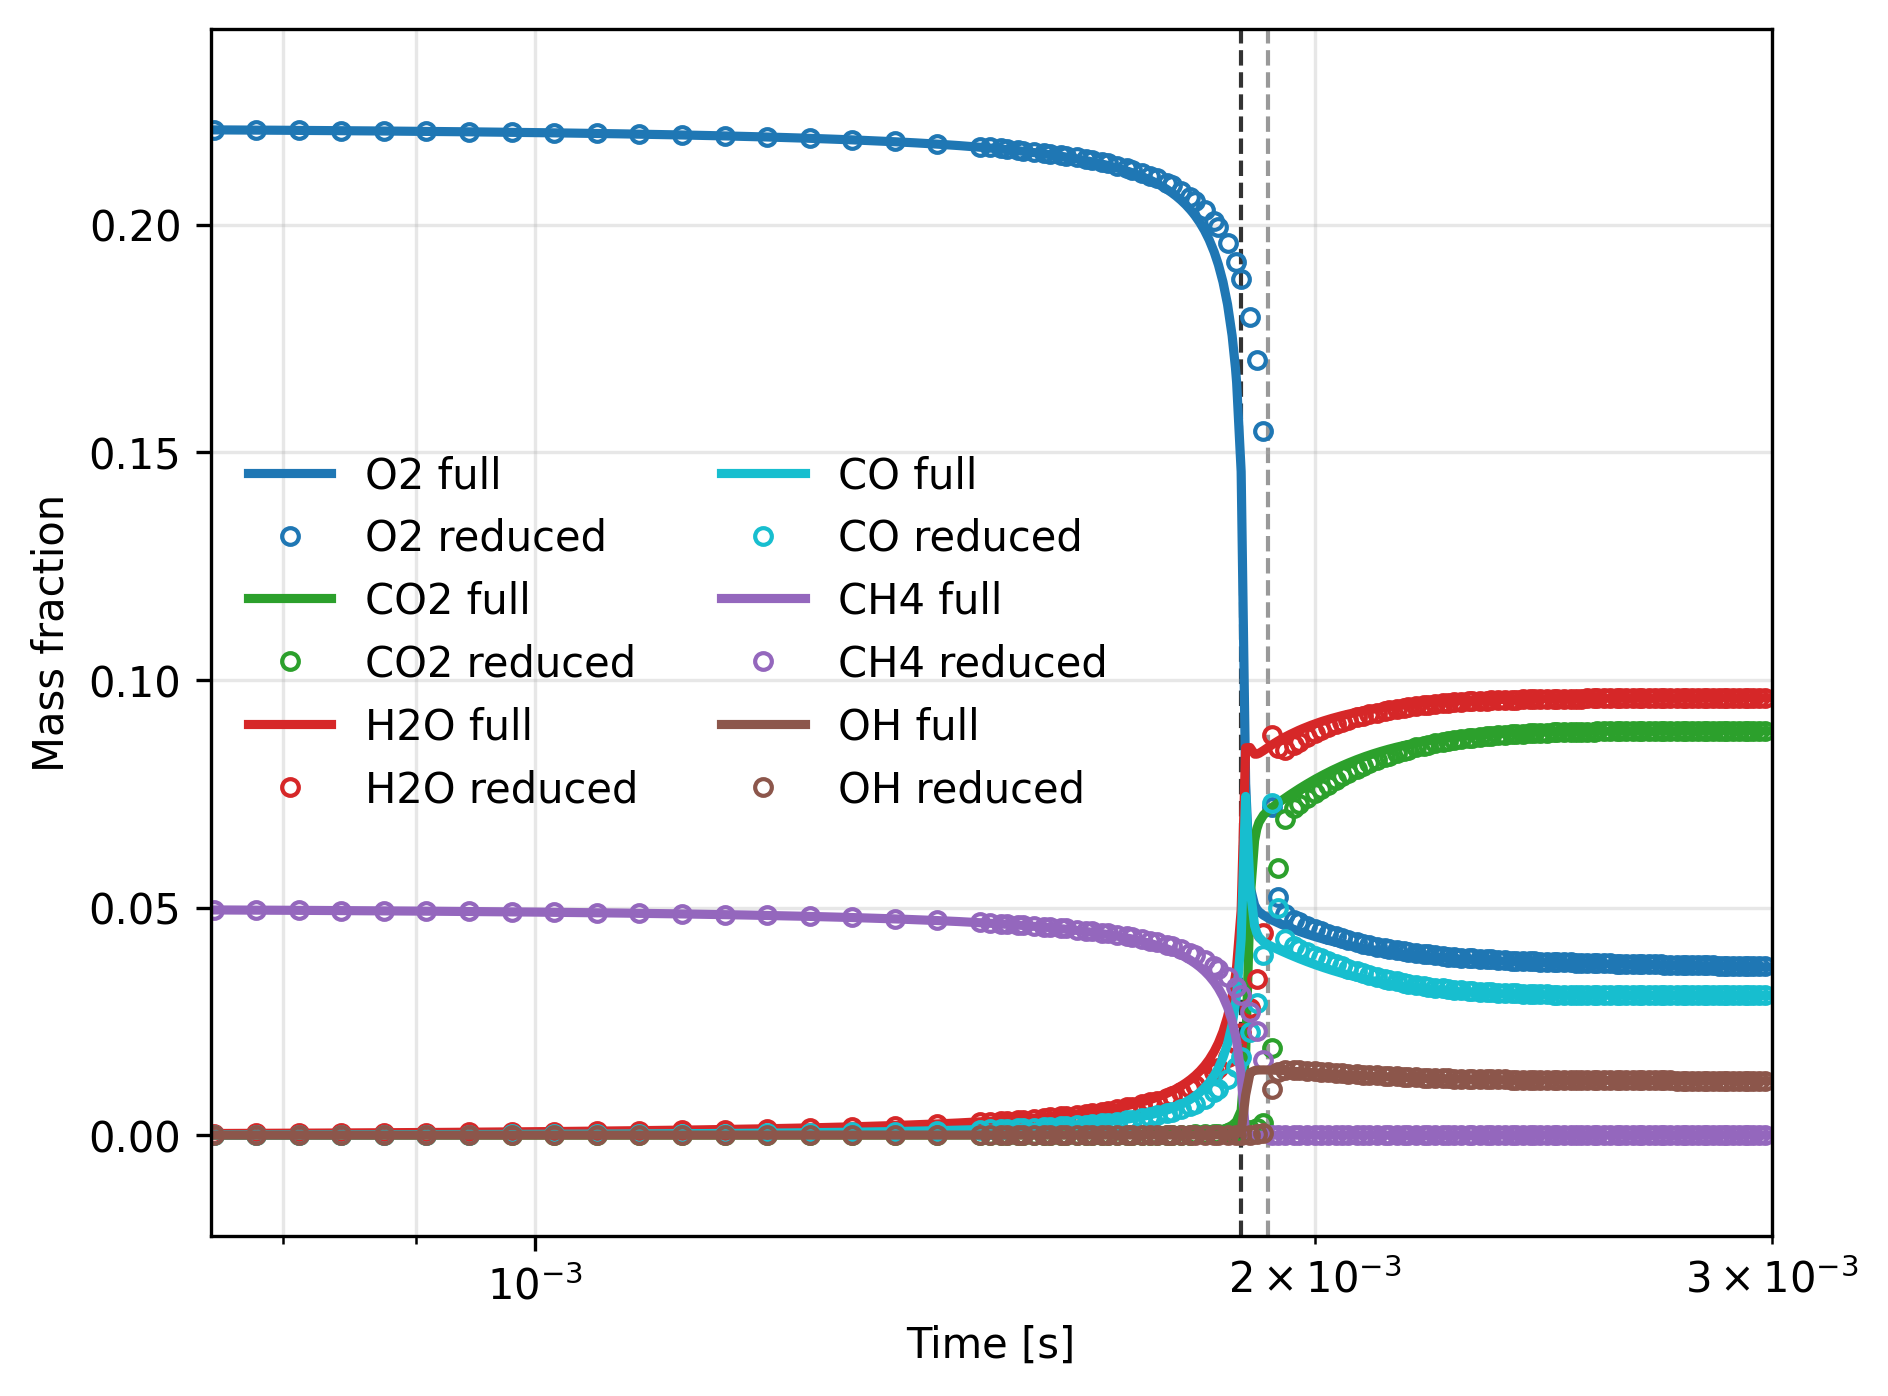 0.20
0.15
0.10
0.05
0.00
Mass fraction
O2 full
O2 reduced
CO2 full
CO2 reduced
H2O full
H2O reduced
CO full
CO reduced
CH4 full
CH4 reduced
OH full
OH reduced
10⁻³
2 × 10⁻³
3 × 10⁻³
Time [s]